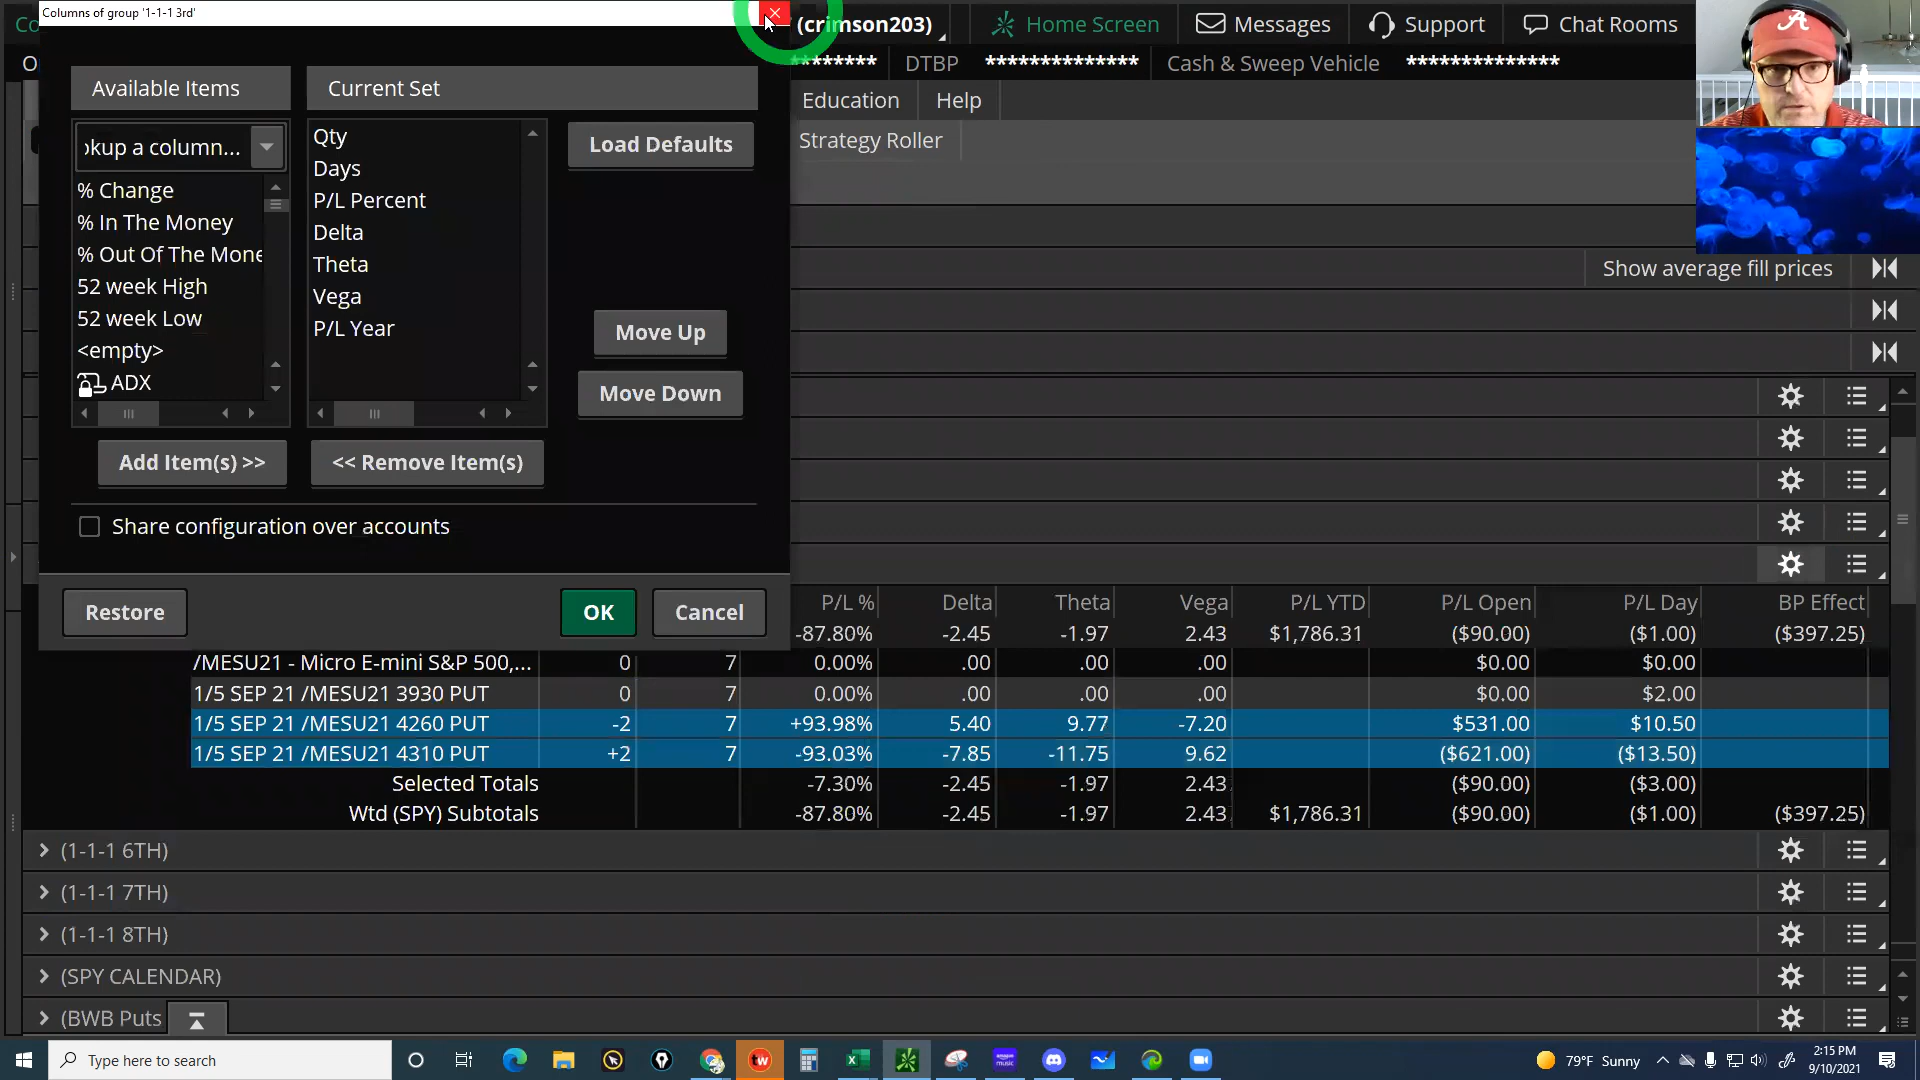 Columns of group '1-1-1 3rd'
(crimson203)
Home Screen
Messages
Support
Chat Rooms
********
DTBP
**************
Cash & Sweep Vehicle
**************
Education
Help
Strategy Roller
Available Items
Current Set
okup a column...
% Change
% In The Money
% Out Of The Mone
52 week High
52 week Low
<empty>
ADX
Qty
Days
P/L Percent
Delta
Theta
Vega
P/L Year
Load Defaults
Move Up
Move Down
Add Item(s) >>
<< Remove Item(s)
Share configuration over accounts
Restore
OK
Cancel
Show average fill prices
P/L % Delta Theta Vega P/L YTD P/L Open P/L Day BP Effect
-87.80% -2.45 -1.97 2.43 $1,786.31 ($90.00) ($1.00) ($397.25)
/MESU21 - Micro E-mini S&P 500,... 0 7 0.00% .00 .00 .00 $0.00 $0.00
1/5 SEP 21 /MESU21 3930 PUT 0 7 0.00% .00 .00 .00 $0.00 $2.00
1/5 SEP 21 /MESU21 4260 PUT -2 7 +93.98% 5.40 9.77 -7.20 $531.00 $10.50
1/5 SEP 21 /MESU21 4310 PUT +2 7 -93.03% -7.85 -11.75 9.62 ($621.00) ($13.50)
Selected Totals -7.30% -2.45 -1.97 2.43 ($90.00) ($3.00)
Wtd (SPY) Subtotals -87.80% -2.45 -1.97 2.43 $1,786.31 ($90.00) ($1.00) ($397.25)
(1-1-1 6TH)
(1-1-1 7TH)
(1-1-1 8TH)
(SPY CALENDAR)
(BWB Puts
Type here to search
tw
amazon music
79°F Sunny
2:15 PM
9/10/2021